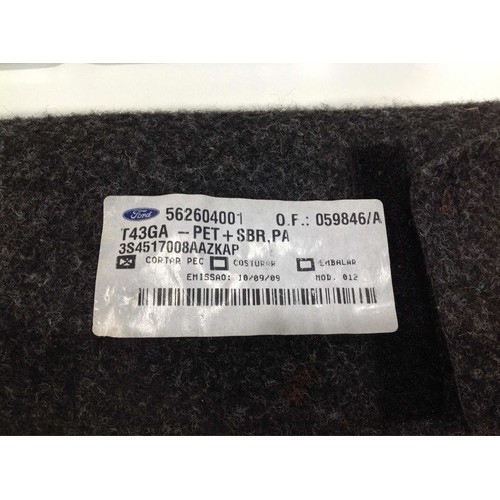 Ford 562604001 O.F.: 059846/A
T43GA - PET+SBR,PA
3S4517008AAZKAP
CORTAR PEC COSTURAR EMBALAR
EMISSAO: 10/09/09 MOD. 012